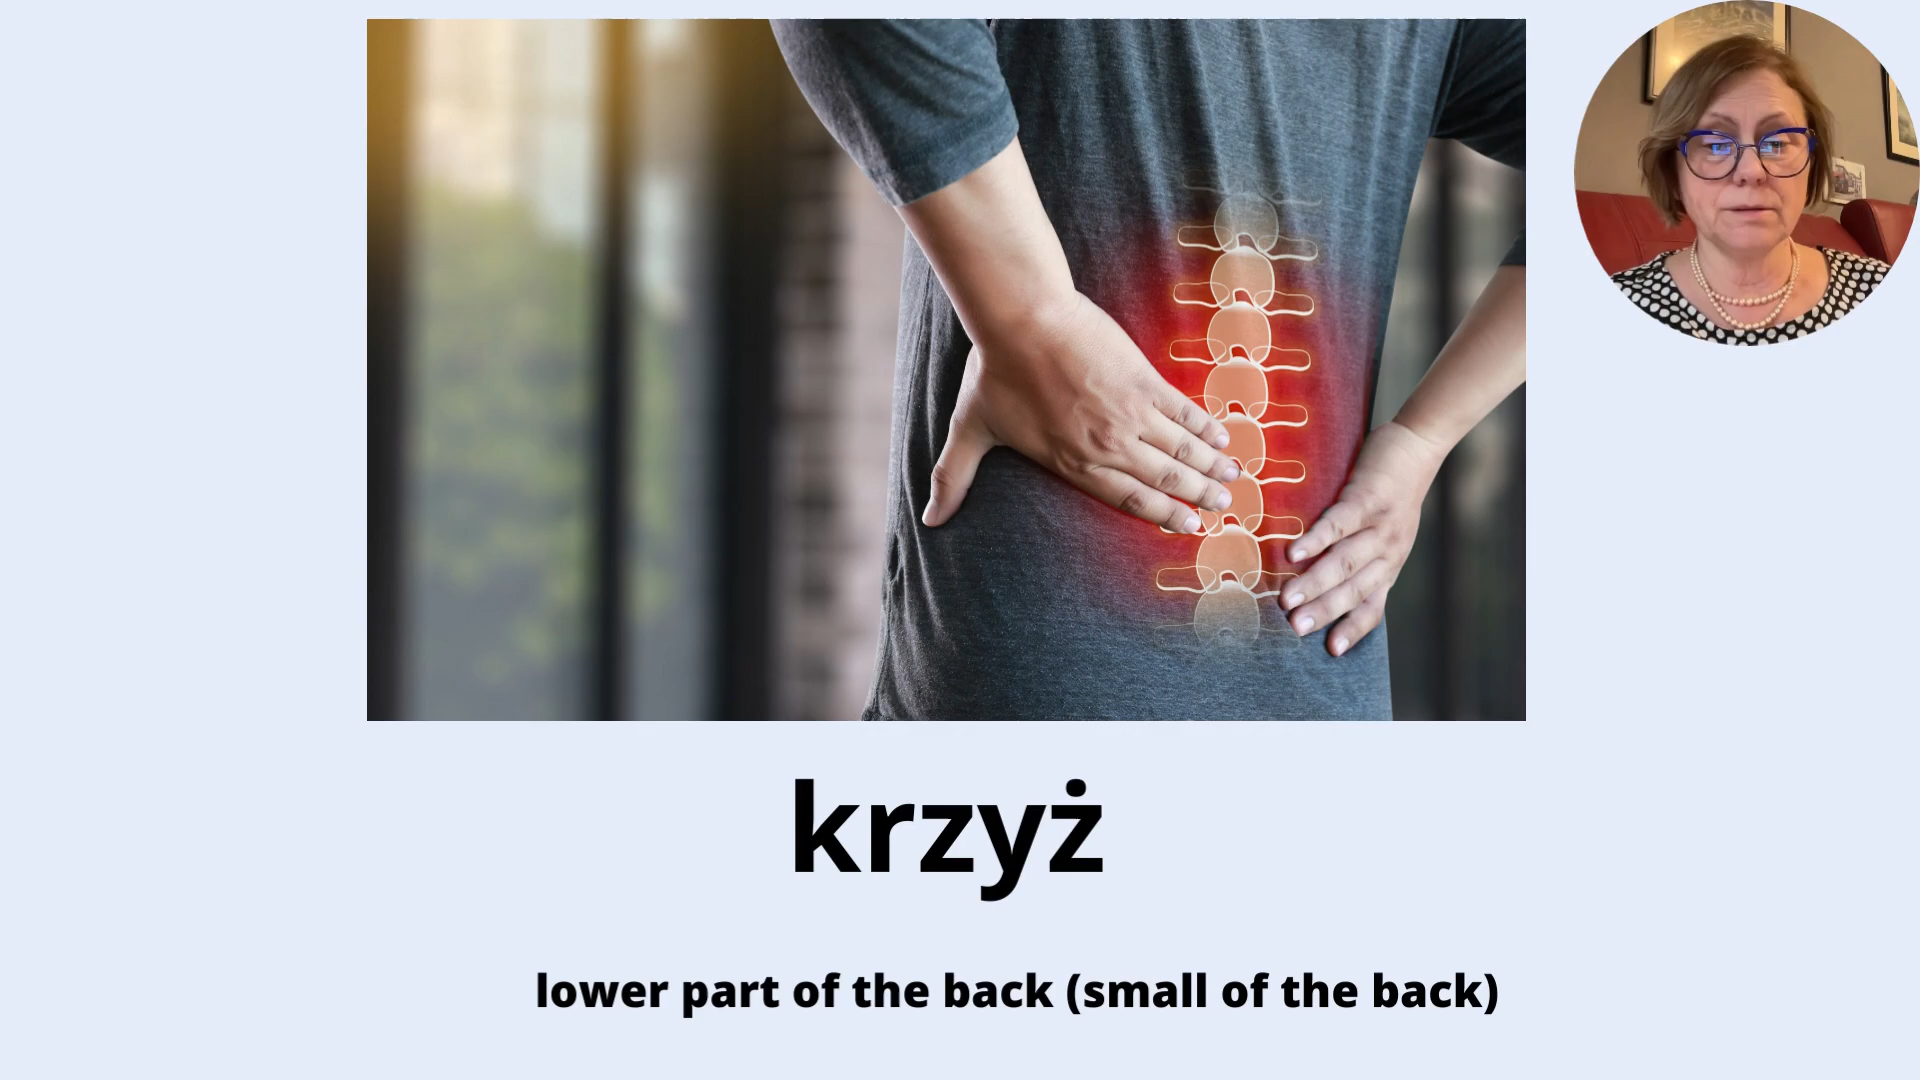 krzyż
lower part of the back (small of the back)